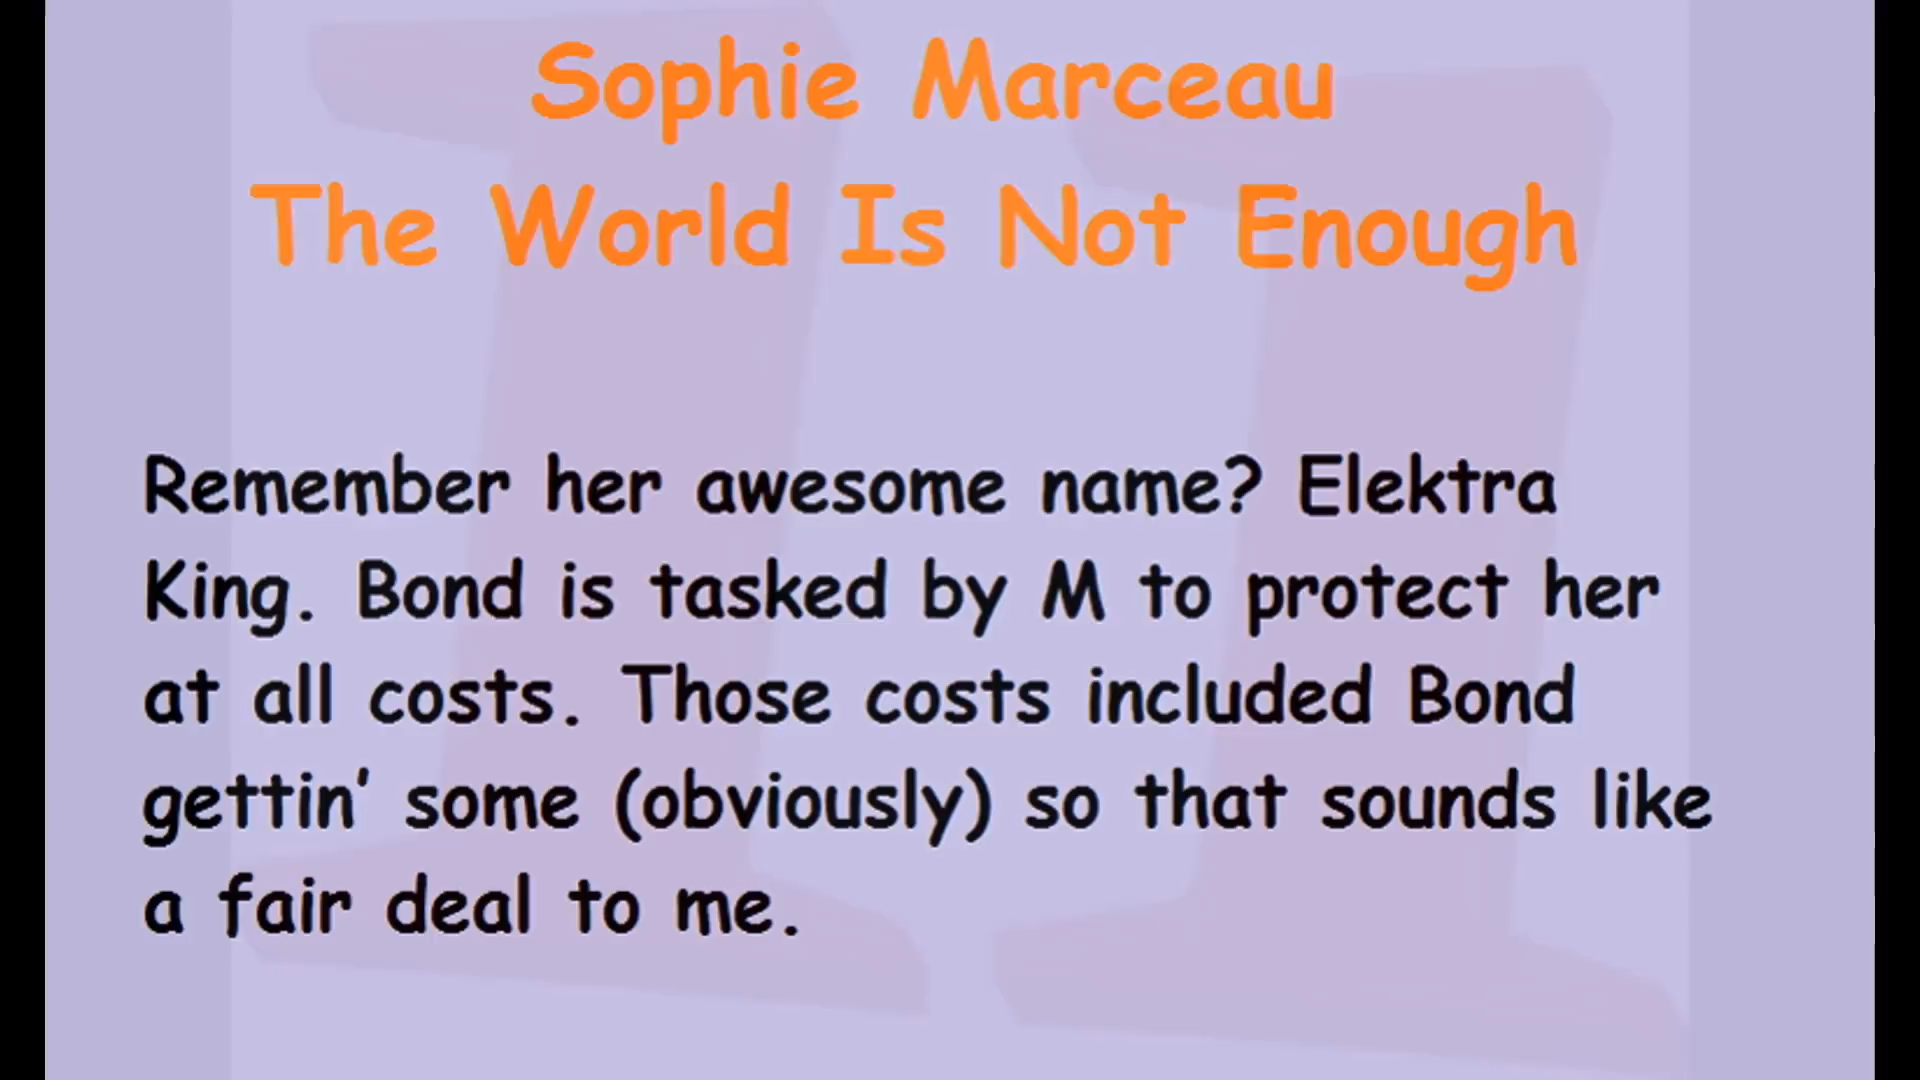 Sophie Marceau
The World Is Not Enough
Remember her awesome name? Elektra
King. Bond is tasked by M to protect her
at all costs. Those costs included Bond
gettin' some (obviously) so that sounds like
a fair deal to me.
11